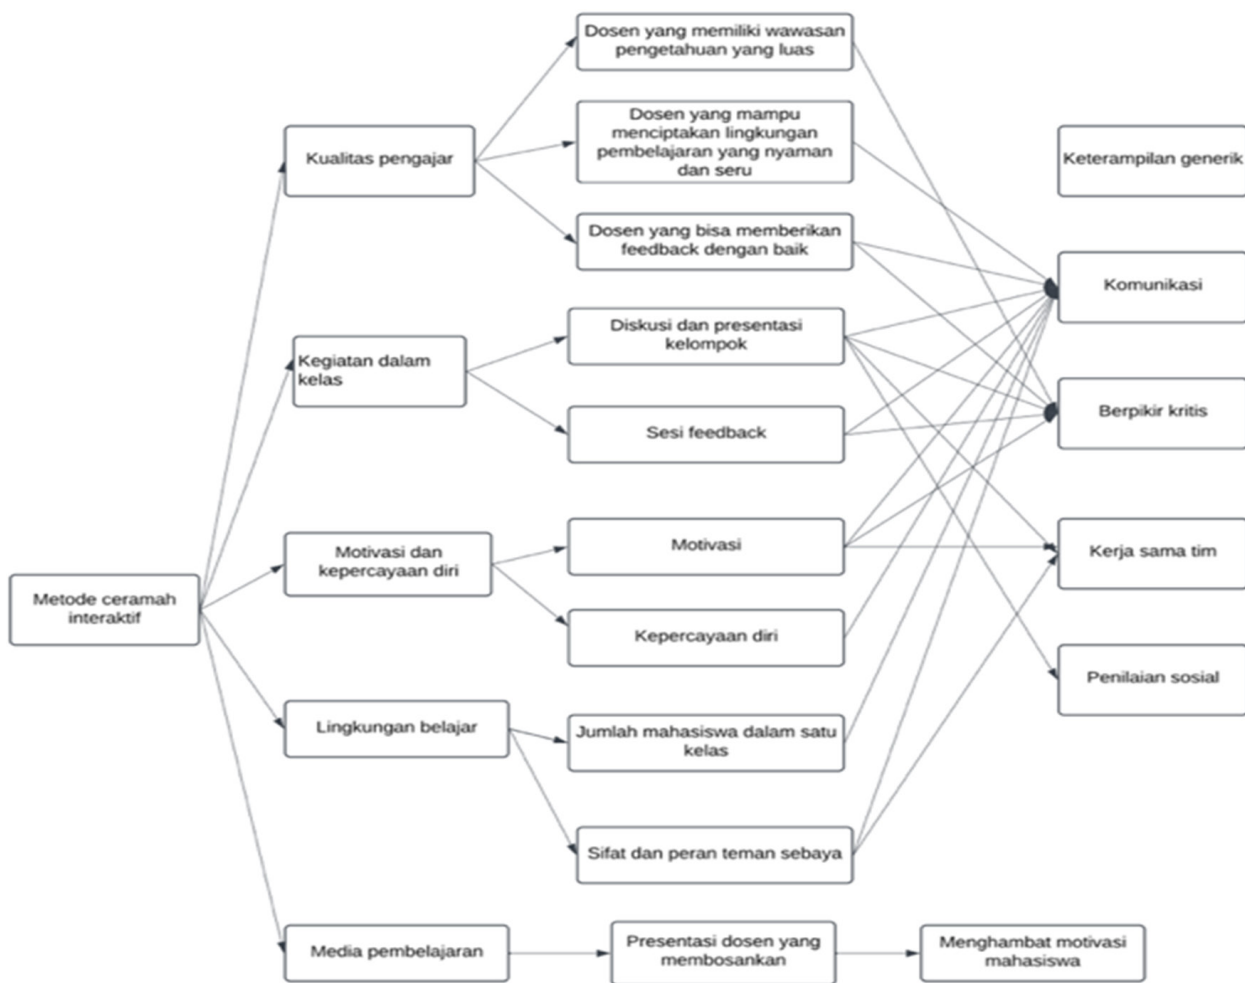 Dosen yang memiliki wawasan
pengetahuan yang luas
Dosen yang mampu
menciptakan lingkungan
pembelajaran yang nyaman
dan seru
Kualitas pengajar
Keterampilan generik
Dosen yang bisa memberikan
feedback dengan baik
Komunikasi
Diskusi dan presentasi
kelompok
Kegiatan dalam
kelas
Berpikir kritis
Sesi feedback
Motivasi dan
kepercayaan diri
Motivasi
Kerja sama tim
Metode ceramah
interaktif
Kepercayaan diri
Penilaian sosial
Lingkungan belajar
Jumlah mahasiswa dalam satu
kelas
Sifat dan peran teman sebaya
Media pembelajaran
Presentasi dosen yang
membosankan
Menghambat motivasi
mahasiswa